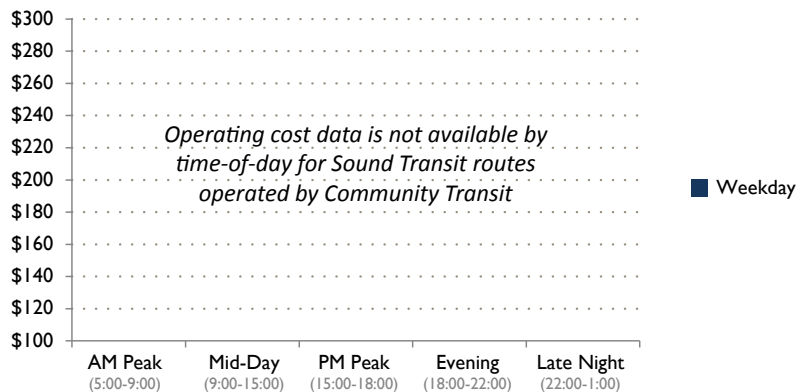 $300
$280
$260
$240
$220
$200
$180
$160
$140
$120
$100
Operating cost data is not available by
time-of-day for Sound Transit routes
operated by Community Transit
Weekday
AM Peak Mid-Day PM Peak Evening Late Night
(5:00-9:00) (9:00-15:00) (15:00-18:00) (18:00-22:00) (22:00-1:00)